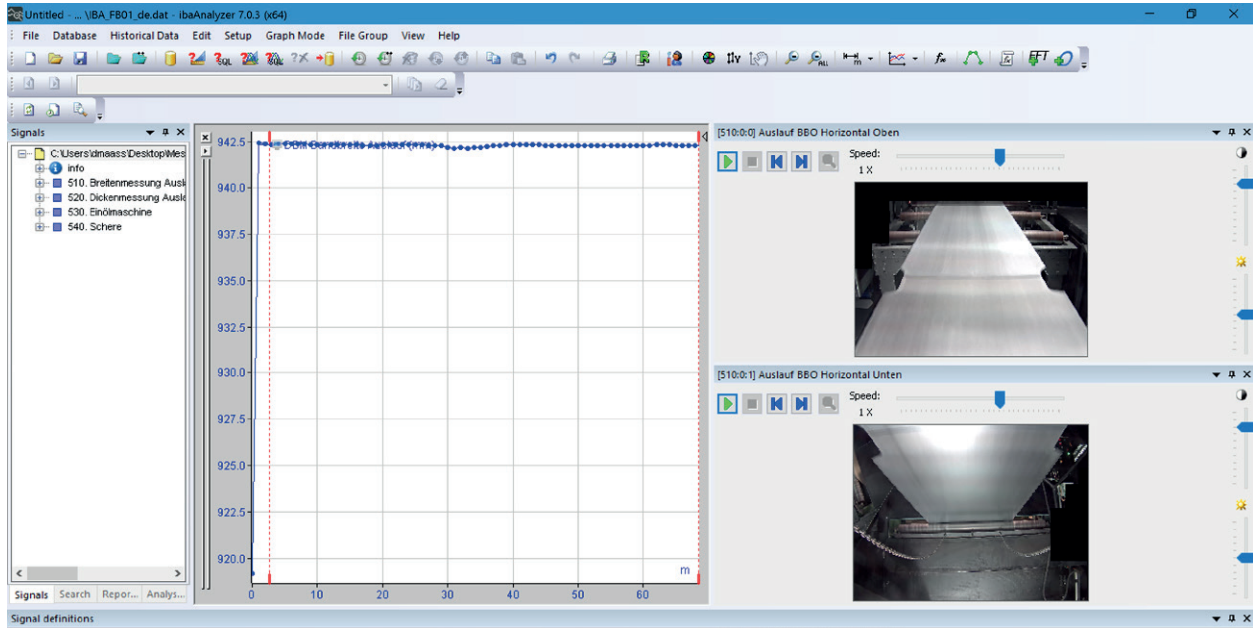 Untitled - ... \IBA_FB01_de.dat - ibaAnalyzer 7.0.3 (x64)
File Database Historical Data Edit Setup Graph Mode File Group View Help
SQL
ALL
m
FFT
Signals
C:\Users\dmaass\Desktop\Mes
info
510. Breitenmessung Ausl
520. Dickenmessung Ausl
530. Einölmaschine
540. Schere
Signals Search Repor... Analys...
942.5
940.0
937.5
935.0
932.5
930.0
927.5
925.0
922.5
920.0
m
0 10 20 30 40 50 60
[510:0:0] Auslauf BBO Horizontal Oben
Speed:
1 X
[510:0:1] Auslauf BBO Horizontal Unten
Speed:
1 X
Signal definitions